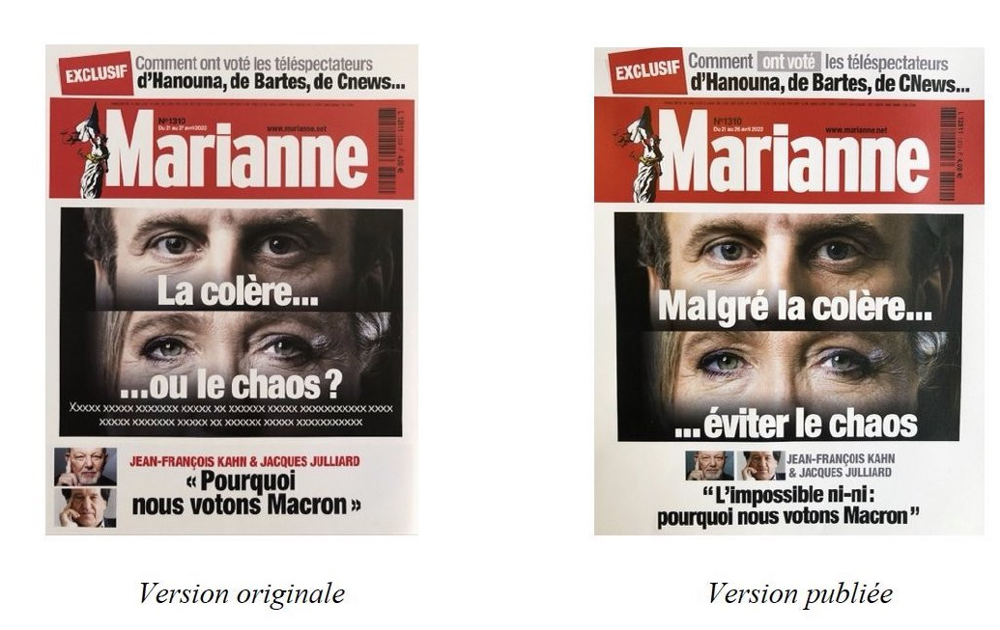 EXCLUSIF
Comment ont voté les téléspectateurs
d'Hanouna, de Bartes, de Cnews...
N°1310
Du 21 au 27 avril 2022
www.marianne.net
Marianne
La colère...
...ou le chaos ?
Xxxxx xxxxx xxxxxxx xxxxx xx xxxxxx xxxxx xxxxxxxxxxx xxxx
xxxxx xxxxxxx xxxxx xx xxxxxx xxxxx xxxxxxxxxxx
JEAN-FRANÇOIS KAHN & JACQUES JULLIARD
« Pourquoi
nous votons Macron »
Version originale
EXCLUSIF
Comment ont voté les téléspectateurs
d'Hanouna, de Bartes, de CNews...
N°1310
Du 21 au 26 avril 2022
www.marianne.net
Marianne
Malgré la colère...
...éviter le chaos
JEAN-FRANÇOIS KAHN
& JACQUES JULLIARD
“L'impossible ni-ni :
pourquoi nous votons Macron”
Version publiée